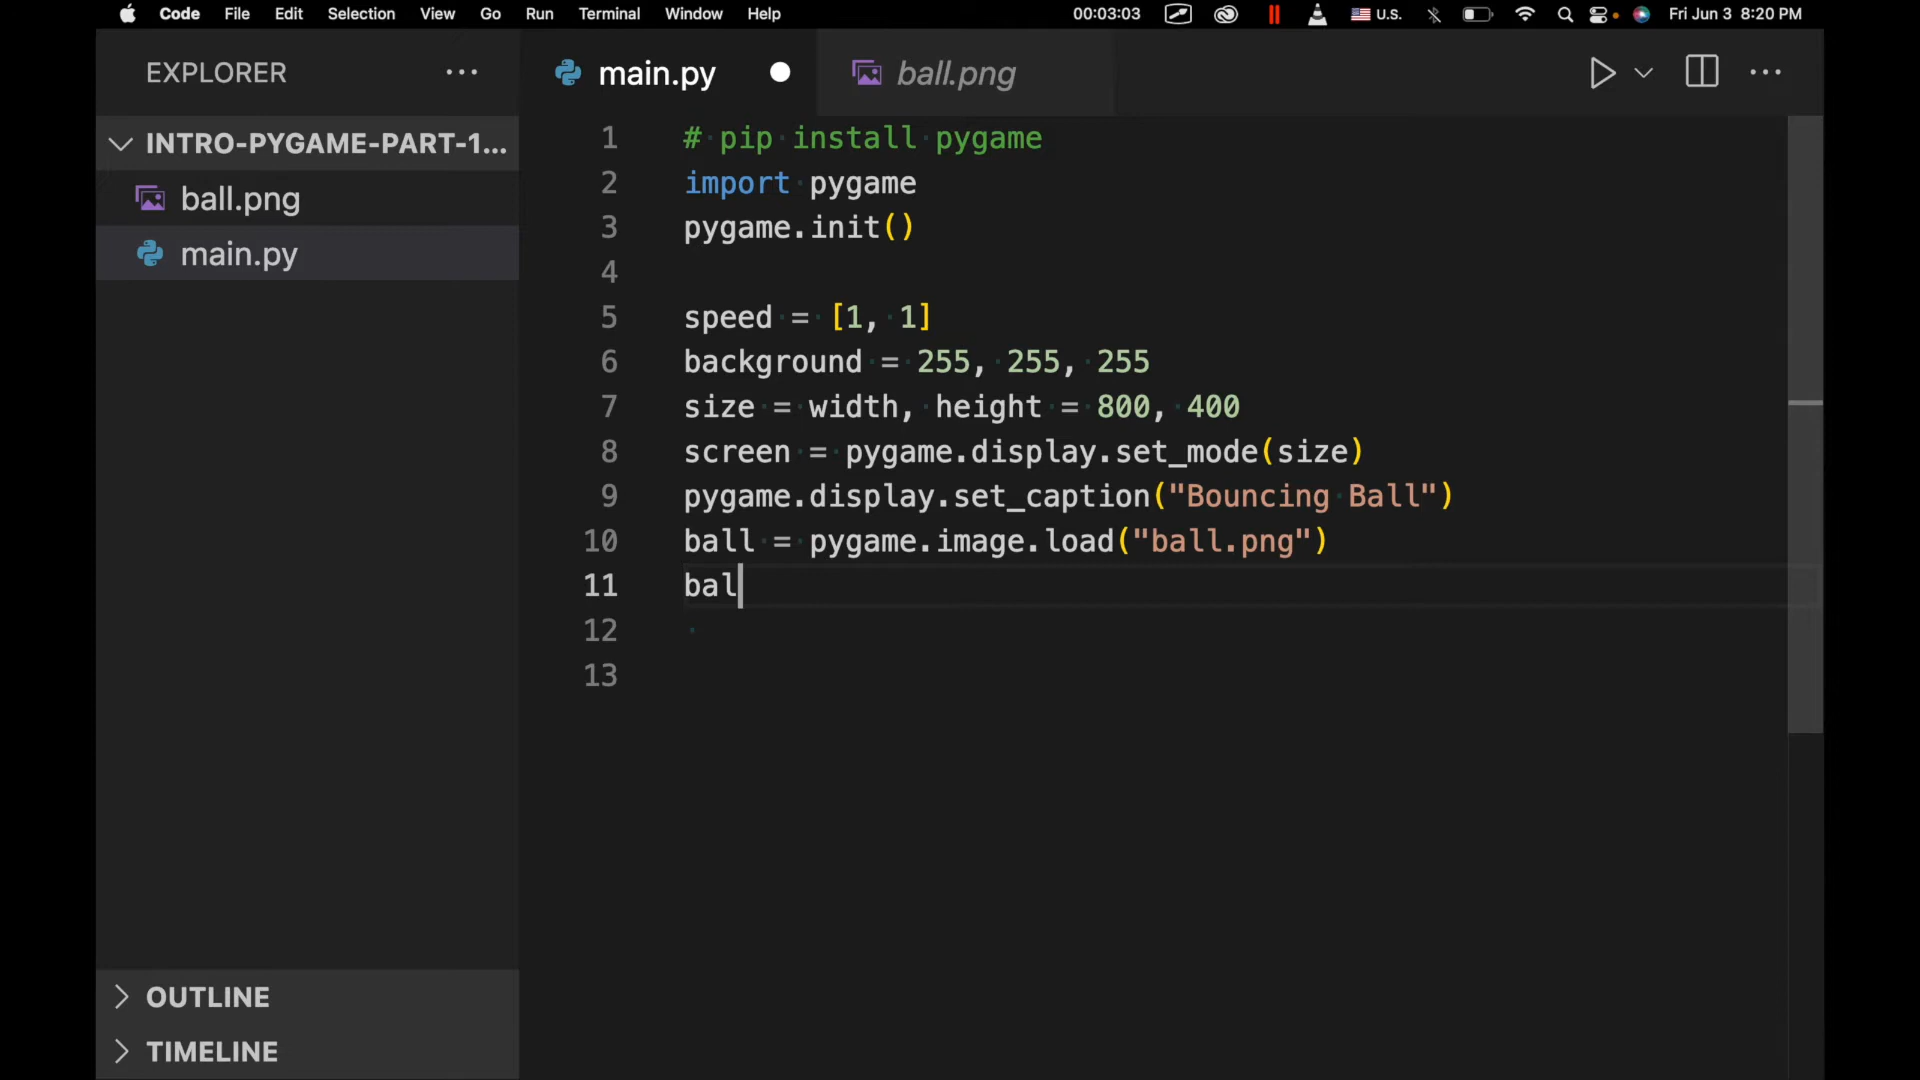 Code File Edit Selection View Go Run Terminal Window Help 00:03:03 U.S. Fri Jun 3 8:20 PM
EXPLORER ···
main.py
ball.png
···
INTRO-PYGAME-PART-1...
ball.png
main.py
1 # pip install pygame
2 import pygame
3 pygame.init()
4
5 speed = [1, 1]
6 background = 255, 255, 255
7 size = width, height = 800, 400
8 screen = pygame.display.set_mode(size)
9 pygame.display.set_caption("Bouncing Ball")
10 ball = pygame.image.load("ball.png")
11 bal
12
13
OUTLINE
TIMELINE